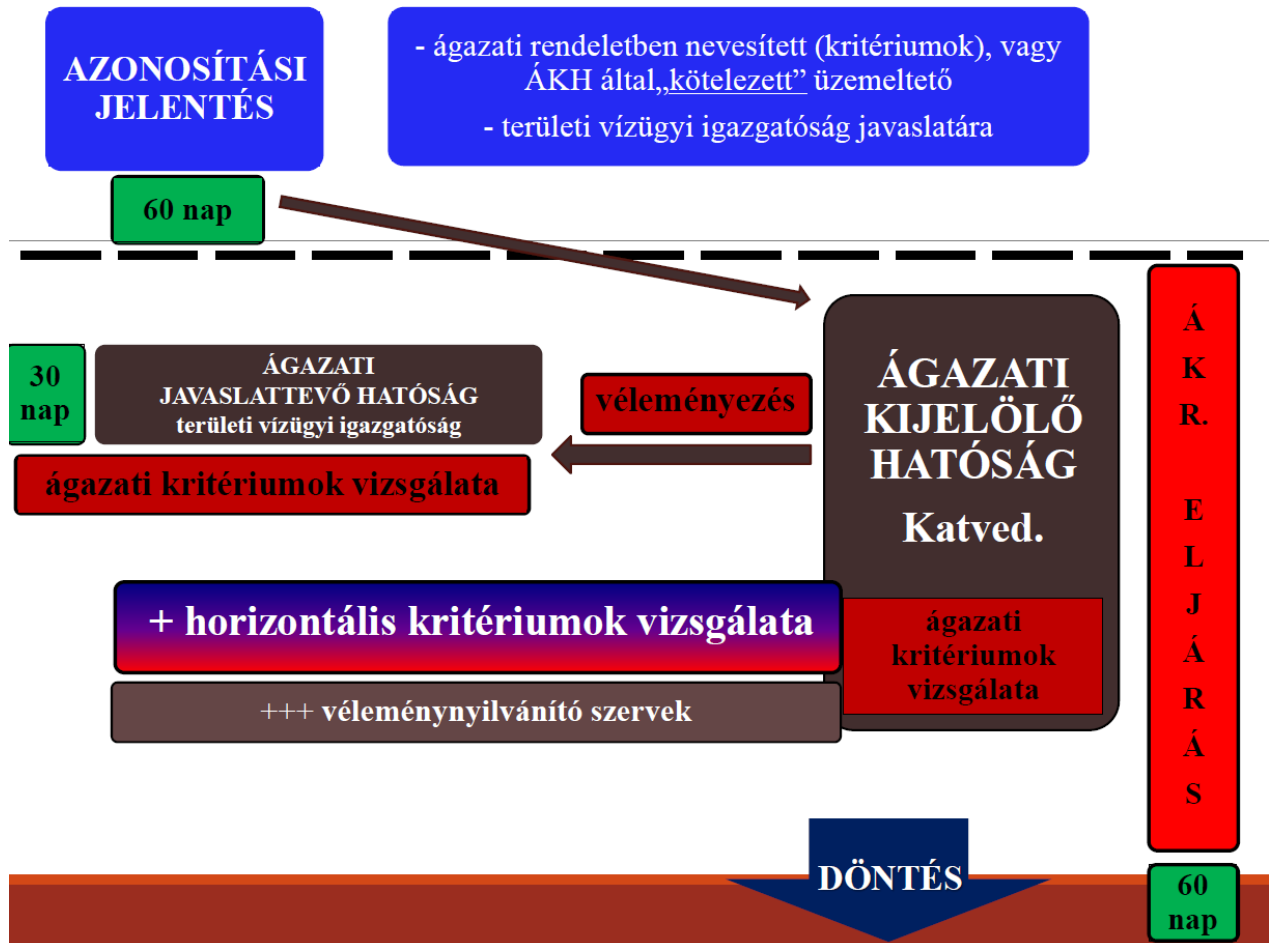 AZONOSÍTÁSI
JELENTÉS
- ágazati rendeletben nevesített (kritériumok), vagy
ÁKH által„kötelezett” üzemeltető
- területi vízügyi igazgatóság javaslatára
60 nap
30
nap
ÁGAZATI
JAVASLATTEVŐ HATÓSÁG
területi vízügyi igazgatóság
véleményezés
ágazati kritériumok vizsgálata
ÁGAZATI
KIJELÖLŐ
HATÓSÁG
Katved.
ágazati
kritériumok
vizsgálata
+ horizontális kritériumok vizsgálata
+++ véleménynyilvánító szervek
Á
K
R.
E
L
J
Á
R
Á
S
DÖNTÉS
60
nap